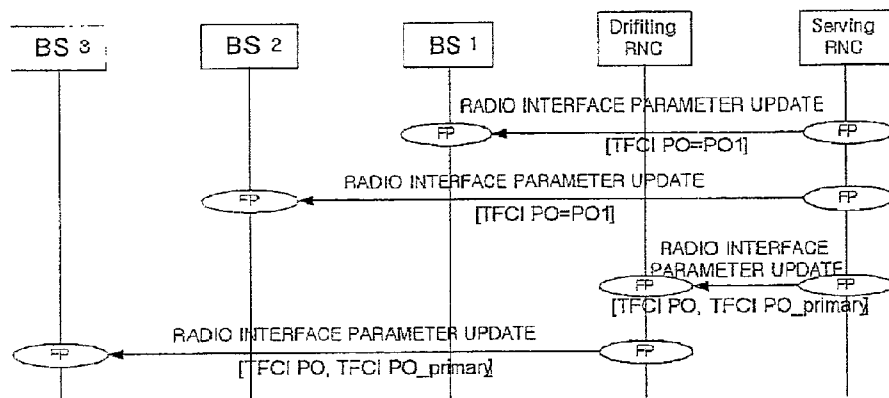 BS 3
BS 2
BS 1
Drifiting
RNC
Serving
RNC
RADIO INTERFACE PARAMETER UPDATE
FP
FP
[TFCI PO=PO1]
RADIO INTERFACE PARAMETER UPDATE
FP
FP
[TFCI PO=PO1]
RADIO INTERFACE
PARAMETER UPDATE
FP
FP
[TFCI PO, TFCI PO_primary]
RADIO INTERFACE PARAMETER UPDATE
FP
FP
[TFCI PO, TFCI PO_primary]